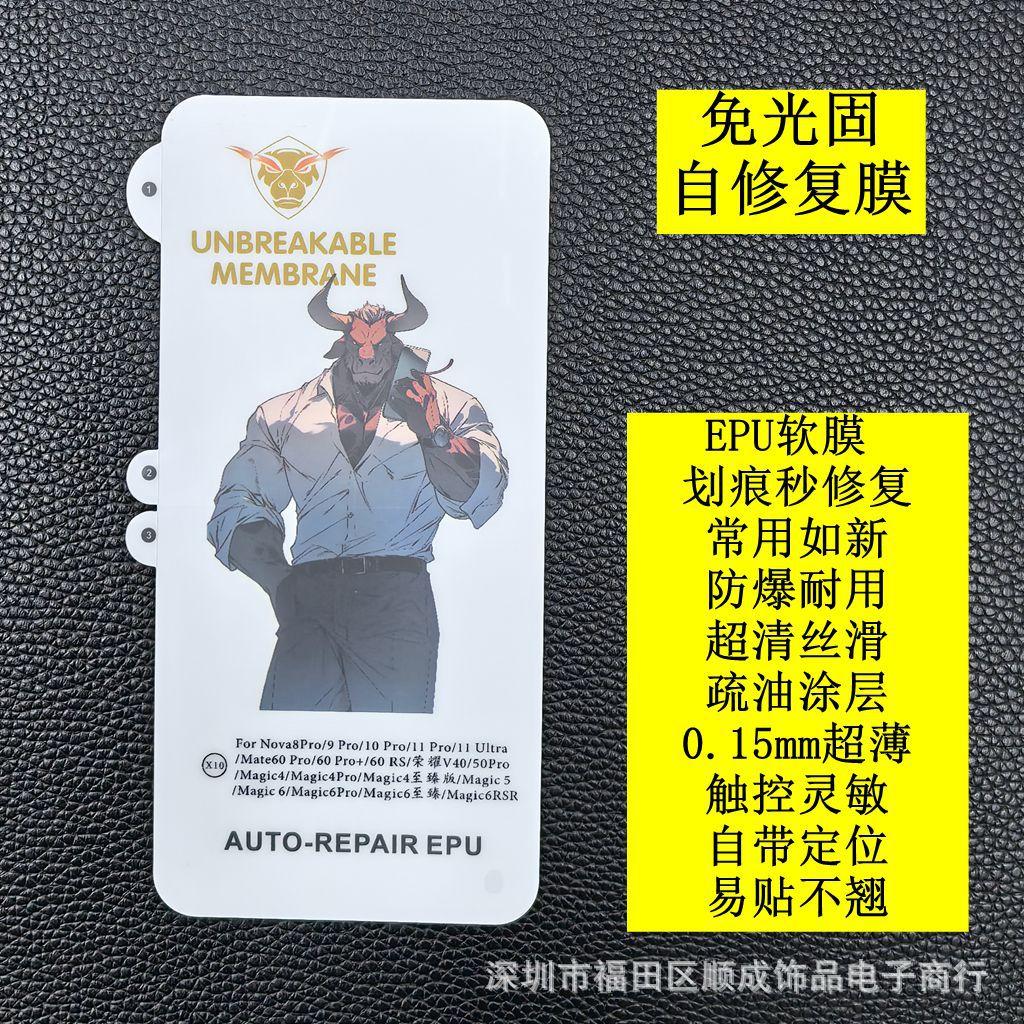 免光固
自修复膜
1
UNBREAKABLE
MEMBRANE
2
3
EPU软膜
划痕秒修复
常用如新
防爆耐用
超清丝滑
疏油涂层
0.15mm超薄
触控灵敏
自带定位
易贴不翘
X10
For Nova8Pro/9 Pro/10 Pro/11 Pro/11 Ultra
/Mate60 Pro/60 Pro+/60 RS/荣耀V40/50Pro
/Magic4/Magic4Pro/Magic4至臻版/Magic 5
/Magic 6/Magic6Pro/Magic6至臻/Magic6RSR
AUTO-REPAIR EPU
深圳市福田区顺成饰品电子商行